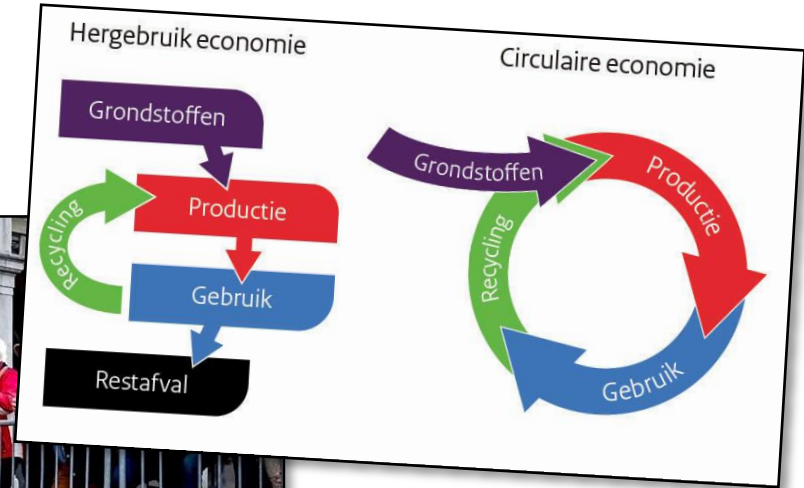 Hergebruik economie
Grondstoffen
Productie
Recycling
Gebruik
Restafval
Circulaire economie
Grondstoffen
Productie
Recycling
Gebruik